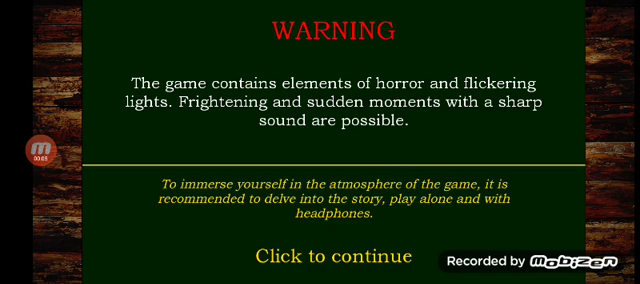 WARNING
The game contains elements of horror and flickering
lights. Frightening and sudden moments with a sharp
sound are possible.
To immerse yourself in the atmosphere of the game, it is
recommended to delve into the story, play alone and with
headphones.
Click to continue
Recorded by mobizen